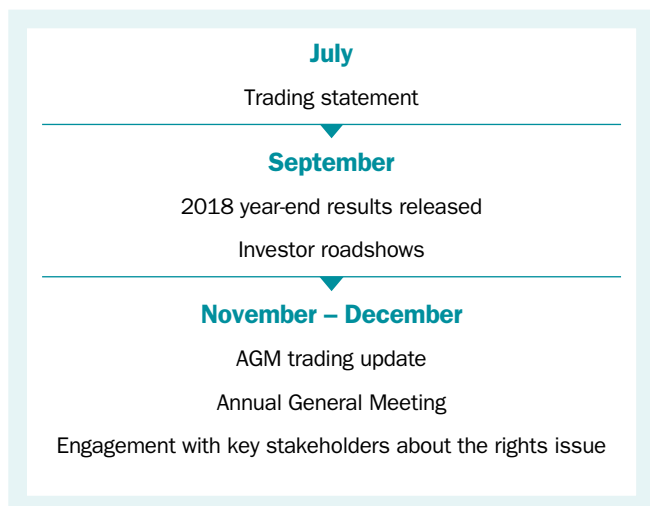 July
Trading statement
September
2018 year-end results released
Investor roadshows
November – December
AGM trading update
Annual General Meeting
Engagement with key stakeholders about the rights issue